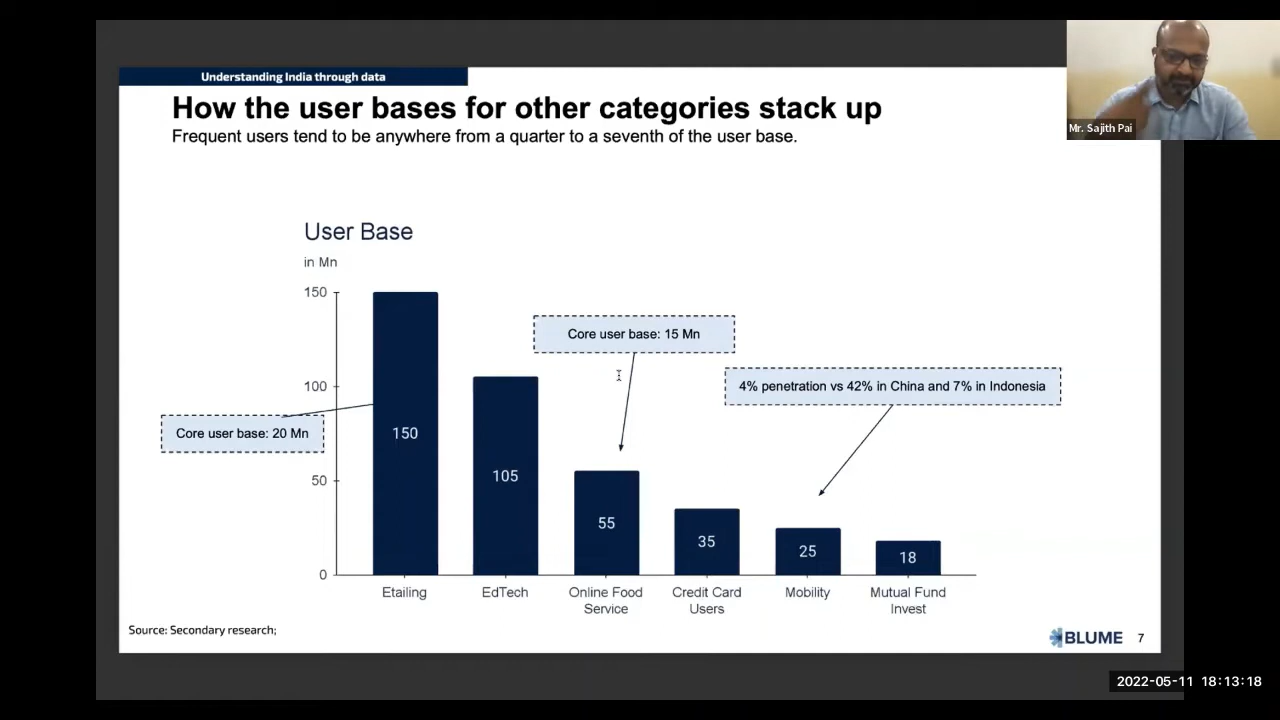 Understanding India through data
How the user bases for other categories stack up
Frequent users tend to be anywhere from a quarter to a seventh of the user base.
Mr. Sajith Pai
User Base
in Mn
150
100
50
0
Core user base: 20 Mn
Core user base: 15 Mn
4% penetration vs 42% in China and 7% in Indonesia
150
105
55
35
25
18
Etailing
EdTech
Online Food
Service
Credit Card
Users
Mobility
Mutual Fund
Invest
Source: Secondary research;
BLUME
7
2022-05-11 18:13:18